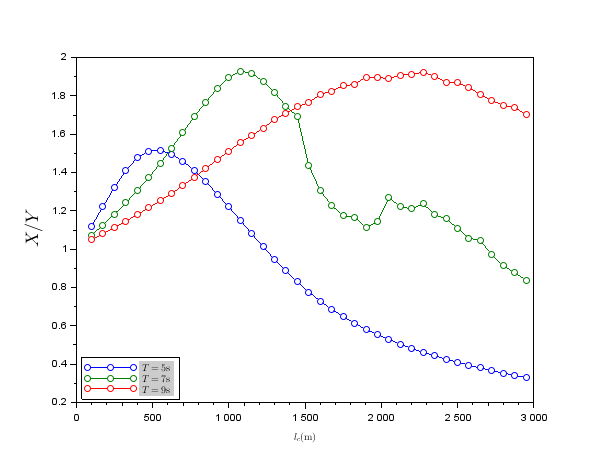 2
1.8
1.6
1.4
1.2
1
0.8
0.6
0.4
0.2
X/Y
T = 5s
T = 7s
T = 9s
0 500 1 000 1 500 2 000 2 500 3 000
l_c(m)